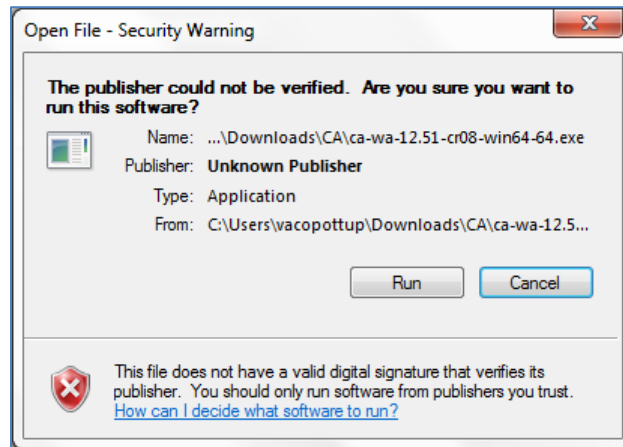 Open File - Security Warning
The publisher could not be verified. Are you sure you want to
run this software?
Name: ...\Downloads\CA\ca-wa-12.51-cr08-win64-64.exe
Publisher: Unknown Publisher
Type: Application
From: C:\Users\vacopottup\Downloads\CA\ca-wa-12.5...
Run Cancel
This file does not have a valid digital signature that verifies its
publisher. You should only run software from publishers you trust.
How can I decide what software to run?